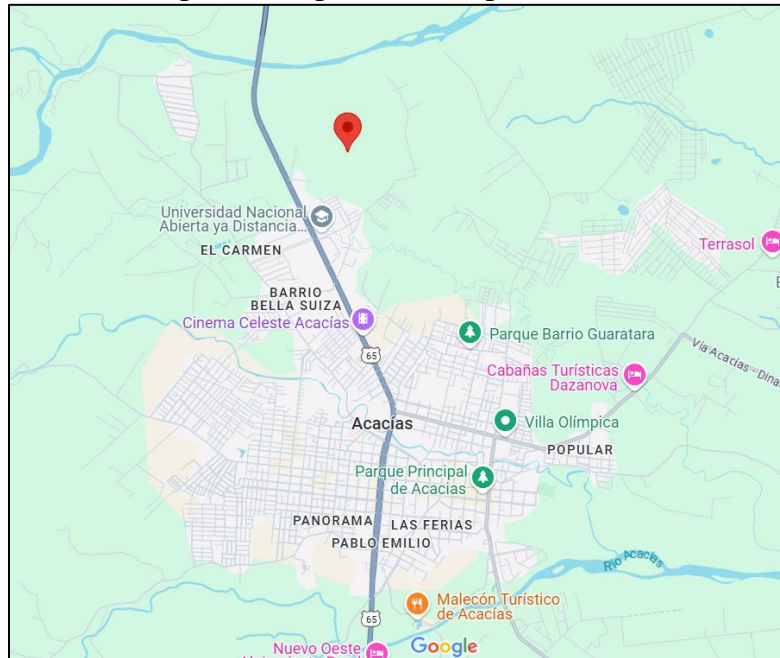 Universidad Nacional
Abierta ya Distancia...
EL CARMEN
Terrasol
BARRIO
BELLA SUIZA
Cinema Celeste Acacías
Parque Barrio Guaratara
65
Vía Acacías - Dina
Cabañas Turísticas
Dazanova
Acacías
Villa Olímpica
POPULAR
Parque Principal
de Acacias
PANORAMA
LAS FERIAS
PABLO EMILIO
Río Acacías
Malecón Turístico
de Acacías
65
Google
Nuevo Oeste